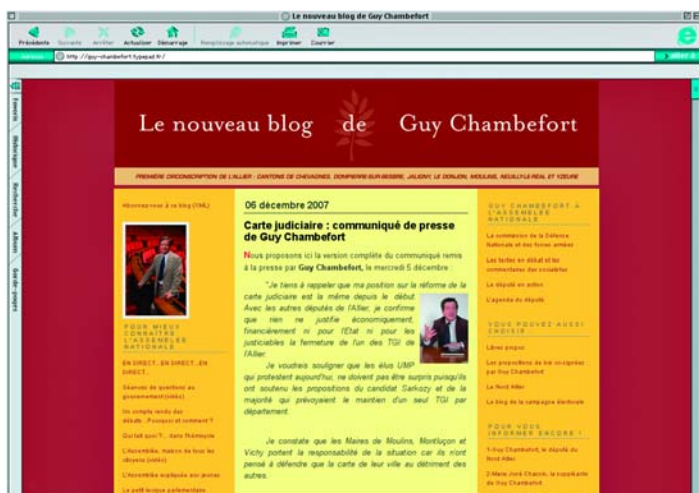 Le nouveau blog de Guy Chambefort
Précédente Suivante Arrêter Actualiser Démarrage Remplissage automatique Imprimer Courrier
http://guy-chambefort.typepad.fr/
Favoris
Historique
Recherche
Album
Garde-pages
Le nouveau blog de Guy Chambefort
PREMIÈRE CIRCONSCRIPTION DE L'ALLIER : CANTONS DE CHEVAGNES, DOMPIERRE-SUR-BESBRE, JALIGNY, LE DONJON, MOULINS, NEUILLY-LE-RÉAL ET YZEURE
Abonnez-vous à ce blog (XML)
POUR MIEUX
CONNAÎTRE,
L'ASSEMBLÉE
NATIONALE
EN DIRECT...EN DIRECT...EN
DIRECT...
Séances de questions au
gouvernement(vidéo)
Un compte rendu des
débats...Pourquoi et comment ?
Qui fait quoi ?... dans l'hémicycle
L'Assemblée, maison de tous les
citoyens (vidéo)
L'Assemblée expliquée aux jeunes
Le petit lexique parlementaire
06 décembre 2007
Carte judiciaire : communiqué de presse
de Guy Chambefort
Nous proposons ici la version complète du communiqué remis
à la presse par Guy Chambefort, le mercredi 5 décembre :
"Je tiens à rappeler que ma position sur la réforme de la
carte judiciaire est la même depuis le début.
Avec les autres députés de l'Allier, je confirme
que rien ne justifie économiquement,
financièrement ni pour l'Etat ni pour les
justiciables la fermeture de l'un des TGI de
l'Allier.
Je voudrais souligner que les élus UMP
qui protestent aujourd'hui, ne doivent pas être surpris puisqu'ils
ont soutenu les propositions du candidat Sarkozy et de la
majorité qui prévoyaient le maintien d'un seul TGI par
département.
Je constate que les Maires de Moulins, Montluçon et
Vichy portent la responsabilité de la situation car ils n'ont
pensé à défendre que la carte de leur ville au détriment des
autres.
GUY CHAMBEFORT À
L'ASSEMBLÉE
NATIONALE
La commission de la Défense
Nationale et des forces armées
Les textes en débat et les
commentaires des socialistes
Le député en action
L'agenda du député
VOUS POUVEZ AUSSI
CHOISIR
Libres propos
Les propositions de lois co-signées
par Guy Chambefort
Le Nord Allier
Le blog de la campagne électorale
POUR VOUS
INFORMER ENCORE !
1-Guy Chambefort, le député du
Nord Allier
2-Marie José Chacon, la suppléante
de Guy Chambefort